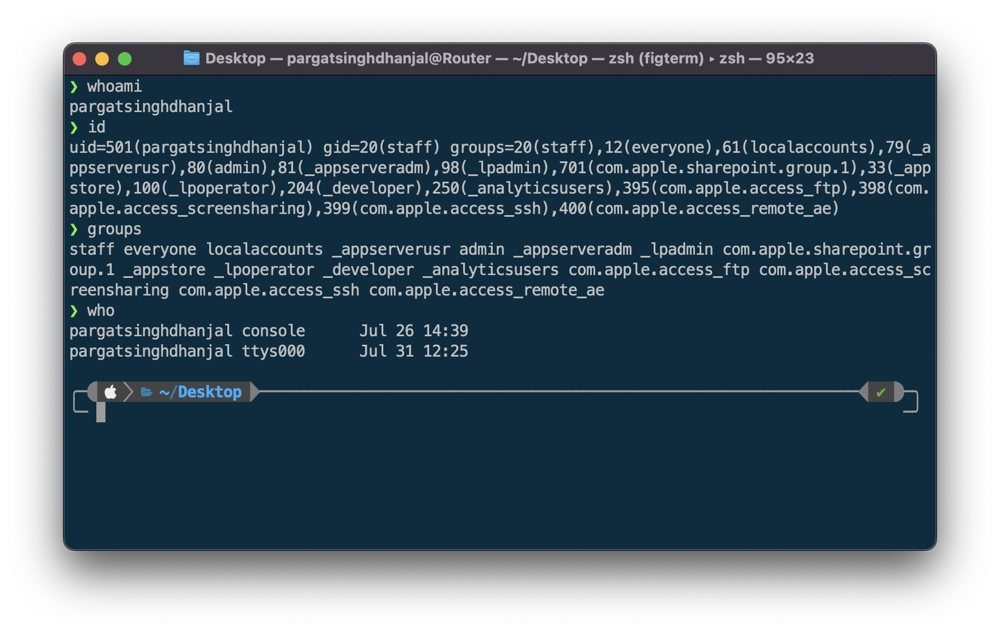 Desktop — pargatsinghdhanjal@Router — ~/Desktop — zsh (figterm) ▸ zsh — 95×23
❯ whoami
pargatsinghdhanjal
❯ id
uid=501(pargatsinghdhanjal) gid=20(staff) groups=20(staff),12(everyone),61(localaccounts),79(_a
ppserverusr),80(admin),81(_appserveradm),98(_lpadmin),701(com.apple.sharepoint.group.1),33(_app
store),100(_lpoperator),204(_developer),250(_analyticsusers),395(com.apple.access_ftp),398(com.
apple.access_screensharing),399(com.apple.access_ssh),400(com.apple.access_remote_ae)
❯ groups
staff everyone localaccounts _appserverusr admin _appserveradm _lpadmin com.apple.sharepoint.gr
oup.1 _appstore _lpoperator _developer _analyticsusers com.apple.access_ftp com.apple.access_sc
reensharing com.apple.access_ssh com.apple.access_remote_ae
❯ who
pargatsinghdhanjal console      Jul 26 14:39
pargatsinghdhanjal ttys000      Jul 31 12:25
~/Desktop ✔